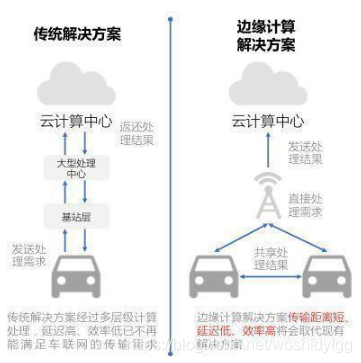 传统解决方案
云计算中心
返还处
理结果
大型处理
中心
基站层
发送处
理需求
传统解决方案经过多层级计算
处理，延迟高、效率低已不再
能满足车联网的传输需求
边缘计算
解决方案
云计算中心
发送处
理结果
直接处
理需求
共享处
理结果
边缘计算解决方案传输距离短、
延迟低、效率高将会取代现有
解决方案